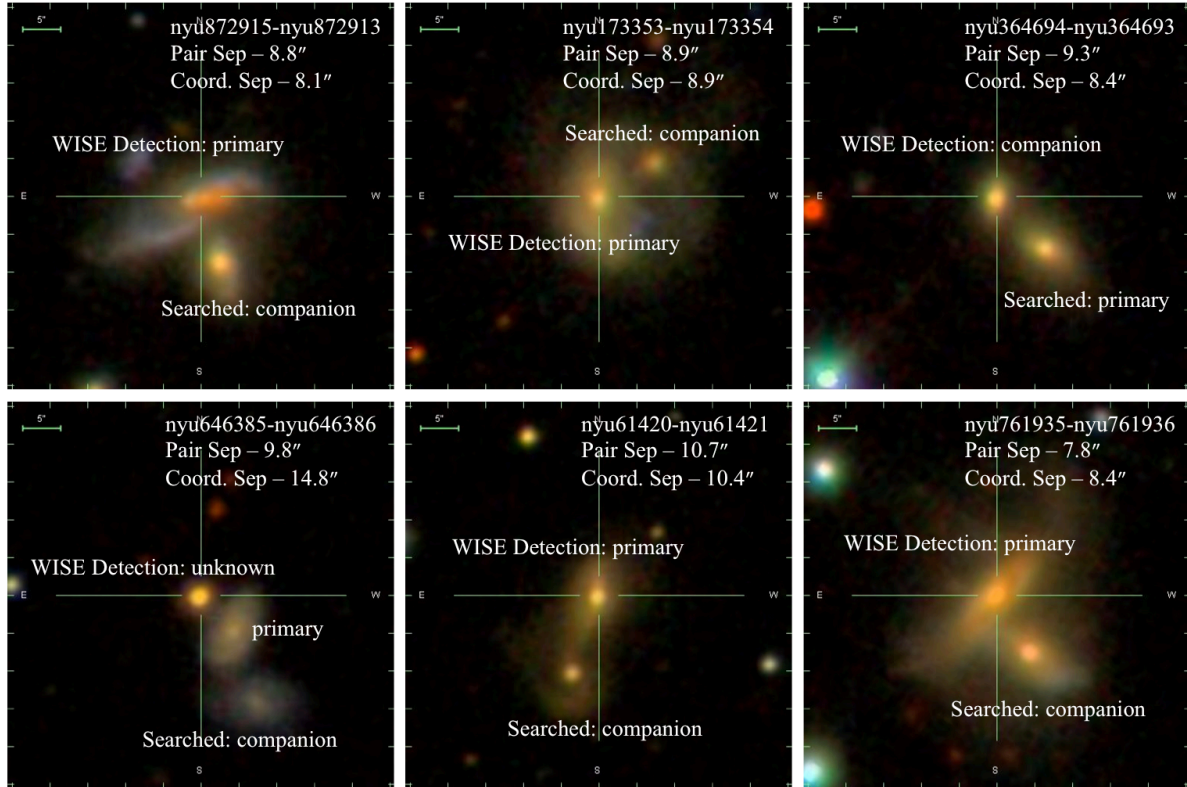 5"
nyu872915-nyu872913
Pair Sep – 8.8″
Coord. Sep – 8.1″
WISE Detection: primary
E
W
Searched: companion
S
5"
nyu173353-nyu173354
Pair Sep – 8.9″
Coord. Sep – 8.9″
Searched: companion
E
W
WISE Detection: primary
S
5"
nyu364694-nyu364693
Pair Sep – 9.3″
Coord. Sep – 8.4″
WISE Detection: companion
E
W
Searched: primary
S
5"
N
nyu646385-nyu646386
Pair Sep – 9.8″
Coord. Sep – 14.8″
WISE Detection: unknown
E
W
primary
Searched: companion
S
5"
N
nyu61420-nyu61421
Pair Sep – 10.7″
Coord. Sep – 10.4″
WISE Detection: primary
E
W
Searched: companion
S
5"
nyu761935-nyu761936
Pair Sep – 7.8″
Coord. Sep – 8.4″
WISE Detection: primary
E
W
Searched: companion
S